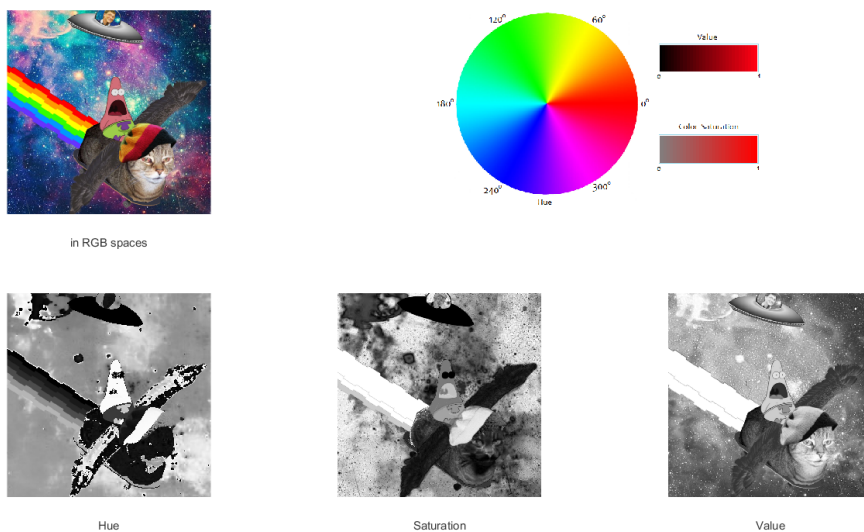 120°
60°
Value
0
1
180°
0°
Color Saturation
0
1
240°
300°
Hue
in RGB spaces
Hue
Saturation
Value